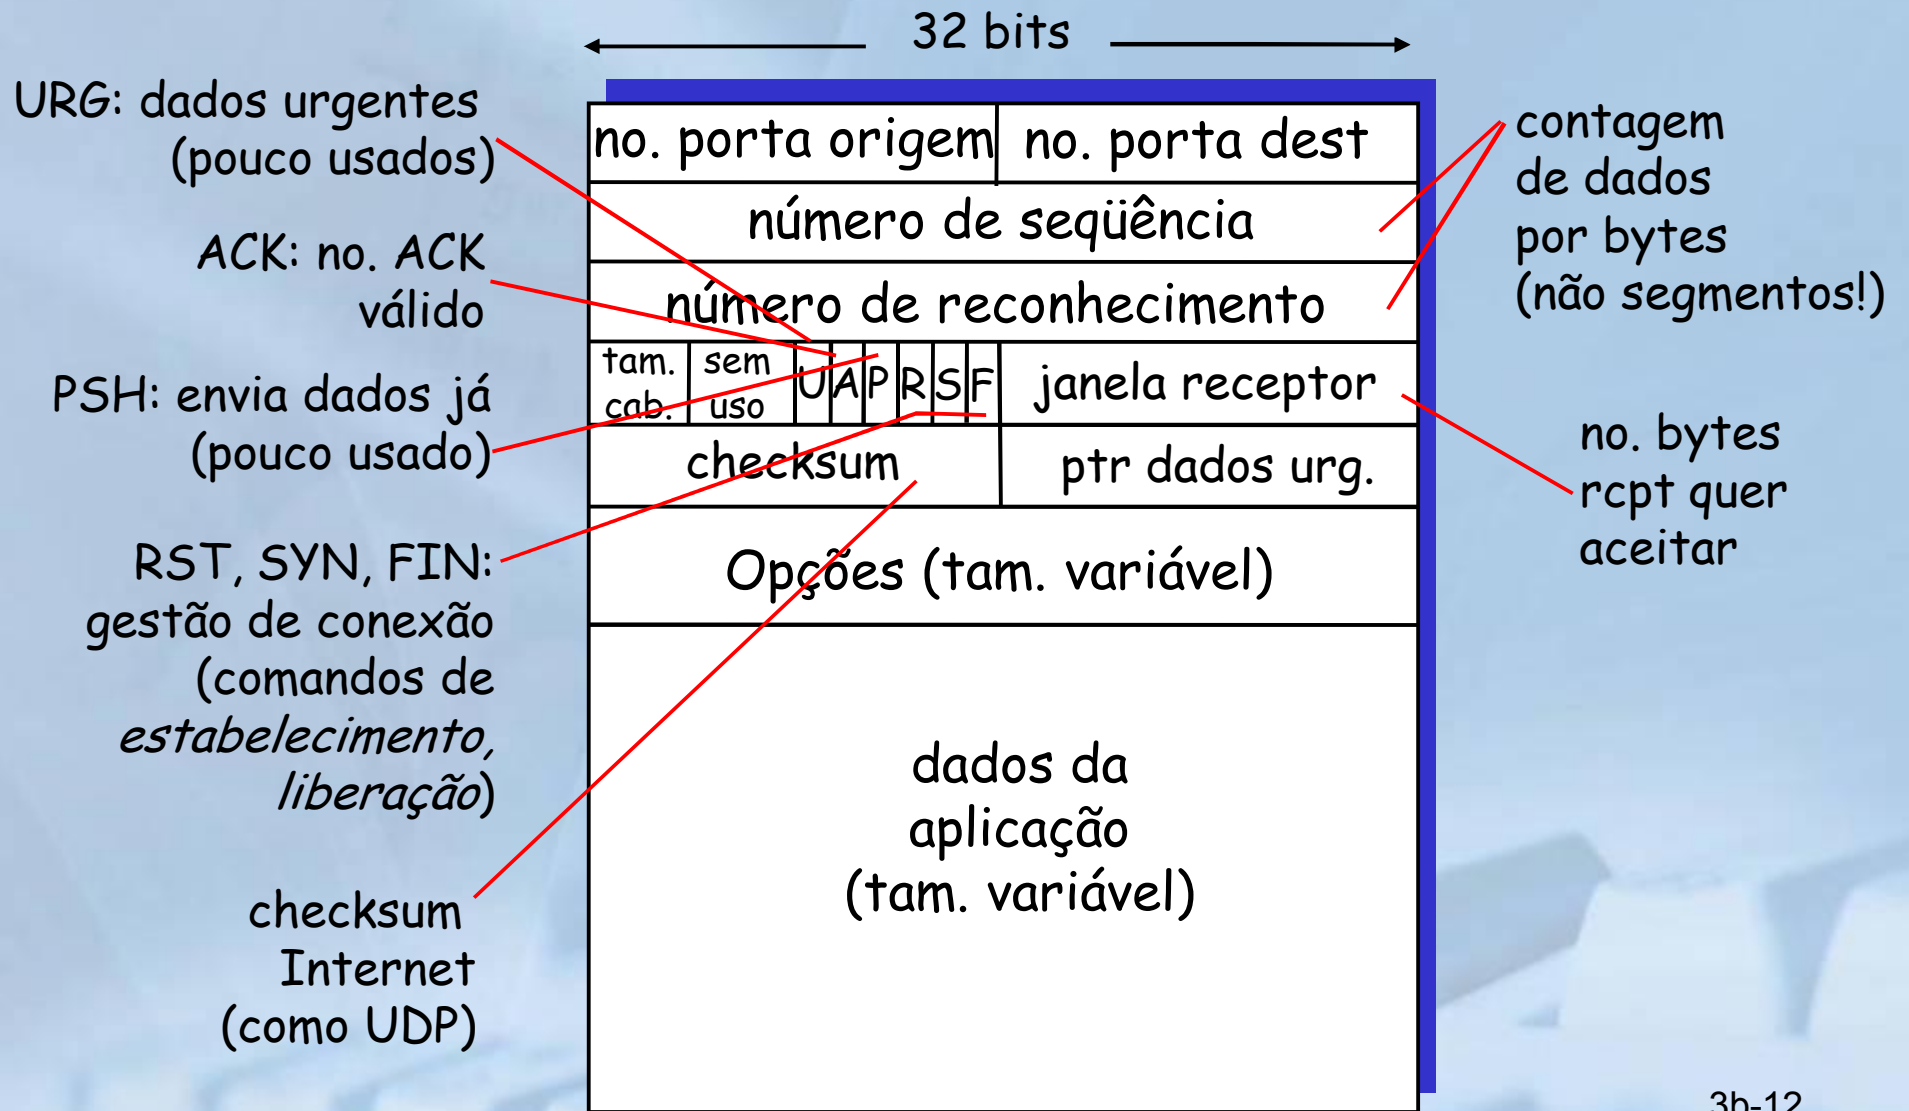 32 bits
URG: dados urgentes
(pouco usados)
ACK: no. ACK
válido
PSH: envia dados já
(pouco usado)
RST, SYN, FIN:
gestão de conexão
(comandos de
estabelecimento,
liberação)
checksum
Internet
(como UDP)
no. porta origem
no. porta dest
número de seqüência
número de reconhecimento
tam.
cab.
sem
uso
U
A
P
R
S
F
janela receptor
checksum
ptr dados urg.
Opções (tam. variável)
dados da
aplicação
(tam. variável)
contagem
de dados
por bytes
(não segmentos!)
no. bytes
rcpt quer
aceitar
3b-12